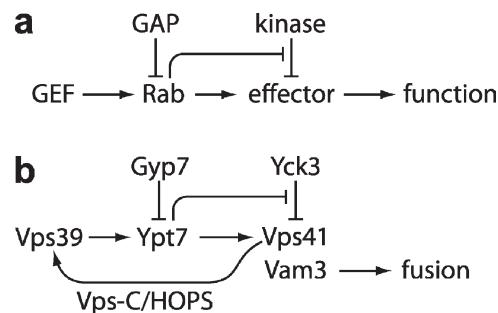 a
GAP kinase
GEF Rab effector function
b
Gyp7 Yck3
Vps39 Ypt7 Vps41
Vam3 fusion
Vps-C/HOPS